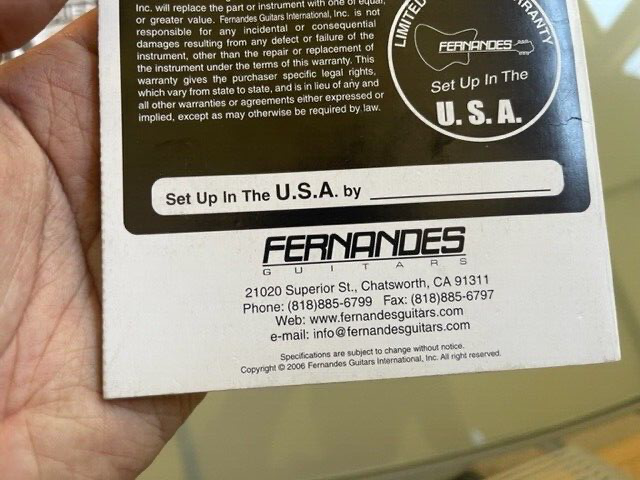 Inc. will replace the part or instrument with one of equal
or greater value. Fernandes Guitars International, Inc. is not
responsible for any incidental or consequential
damages resulting from any defect or failure of the
instrument, other than the repair or replacement of
the instrument under the terms of this warranty. This
warranty gives the purchaser specific legal rights,
which vary from state to state, and is in lieu of any and
all other warranties or agreements either expressed or
implied, except as may otherwise be required by law.
LIMITED
WARRANTY
FERNANDES
Set Up In The
U.S.A.
Set Up In The U.S.A. by
FERNANDES
GUITARS
21020 Superior St., Chatsworth, CA 91311
Phone: (818)885-6799 Fax: (818)885-6797
Web: www.fernandesguitars.com
e-mail: info@fernandesguitars.com
Specifications are subject to change without notice.
Copyright © 2006 Fernandes Guitars International, Inc. All right reserved.